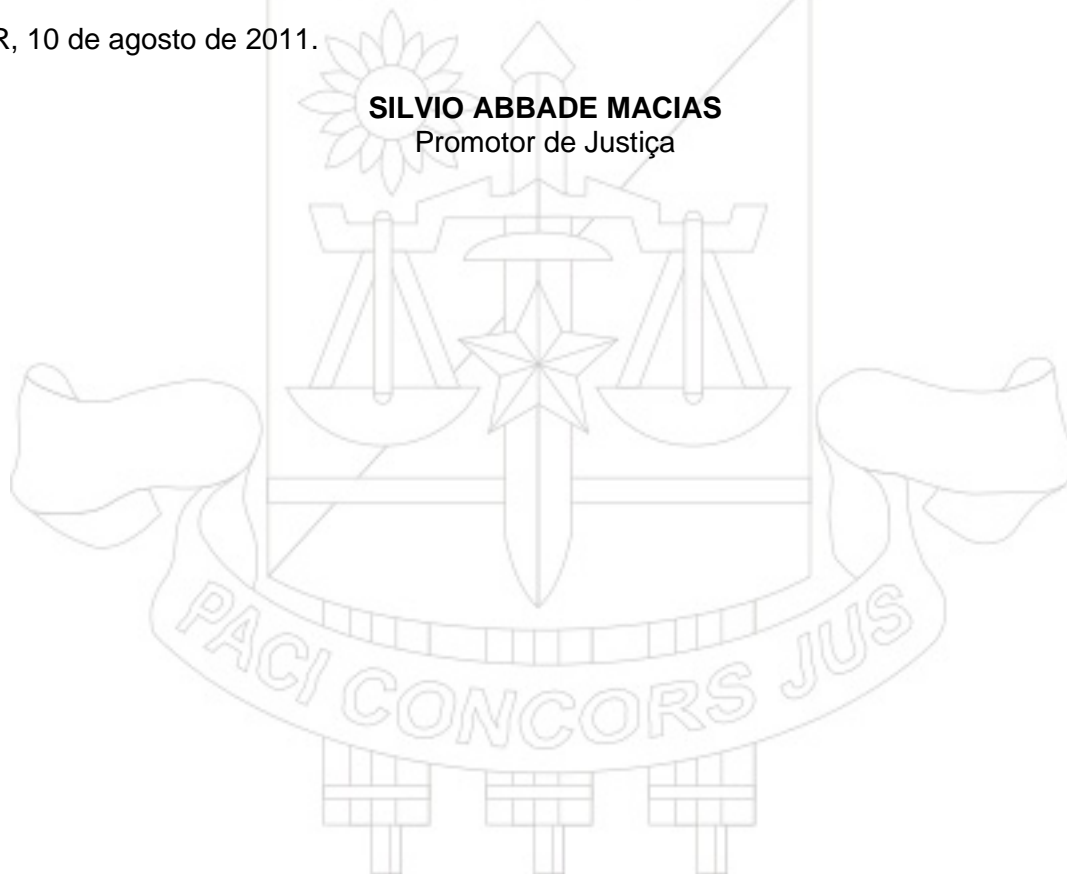 R, 10 de agosto de 2011.
SILVIO ABBADE MACIAS
Promotor de Justiça
PACI CONCORS JUS